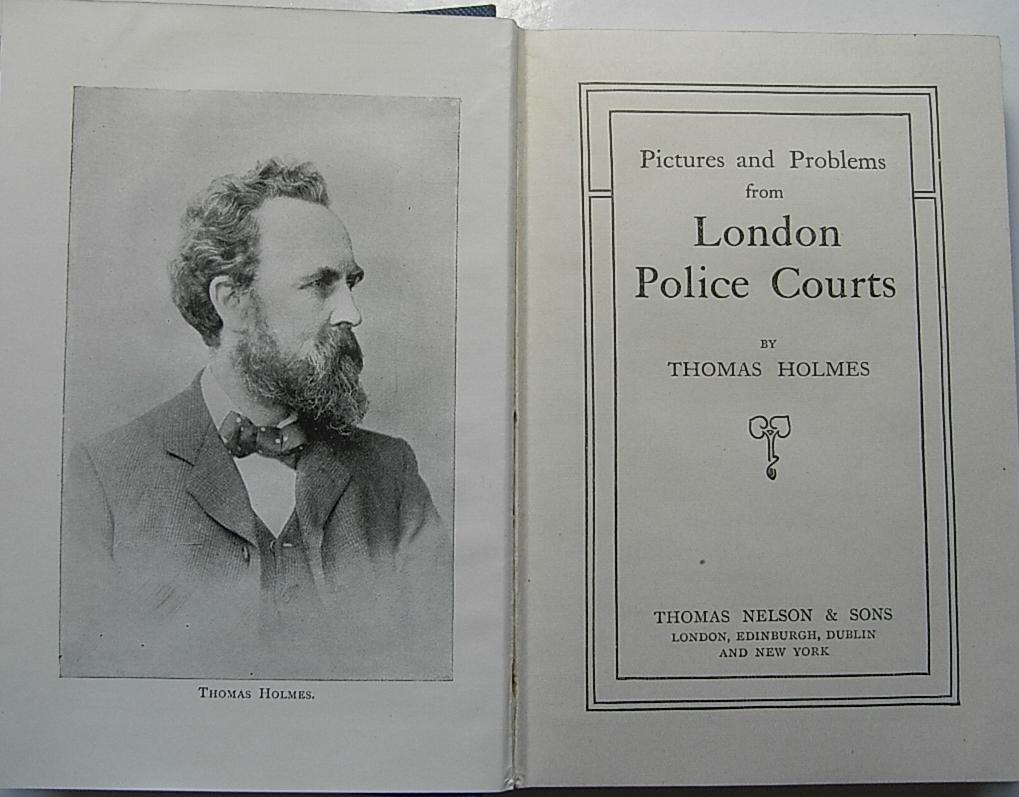 THOMAS HOLMES.
Pictures and Problems
from
London
Police Courts
BY
THOMAS HOLMES
THOMAS NELSON & SONS
LONDON, EDINBURGH, DUBLIN
AND NEW YORK